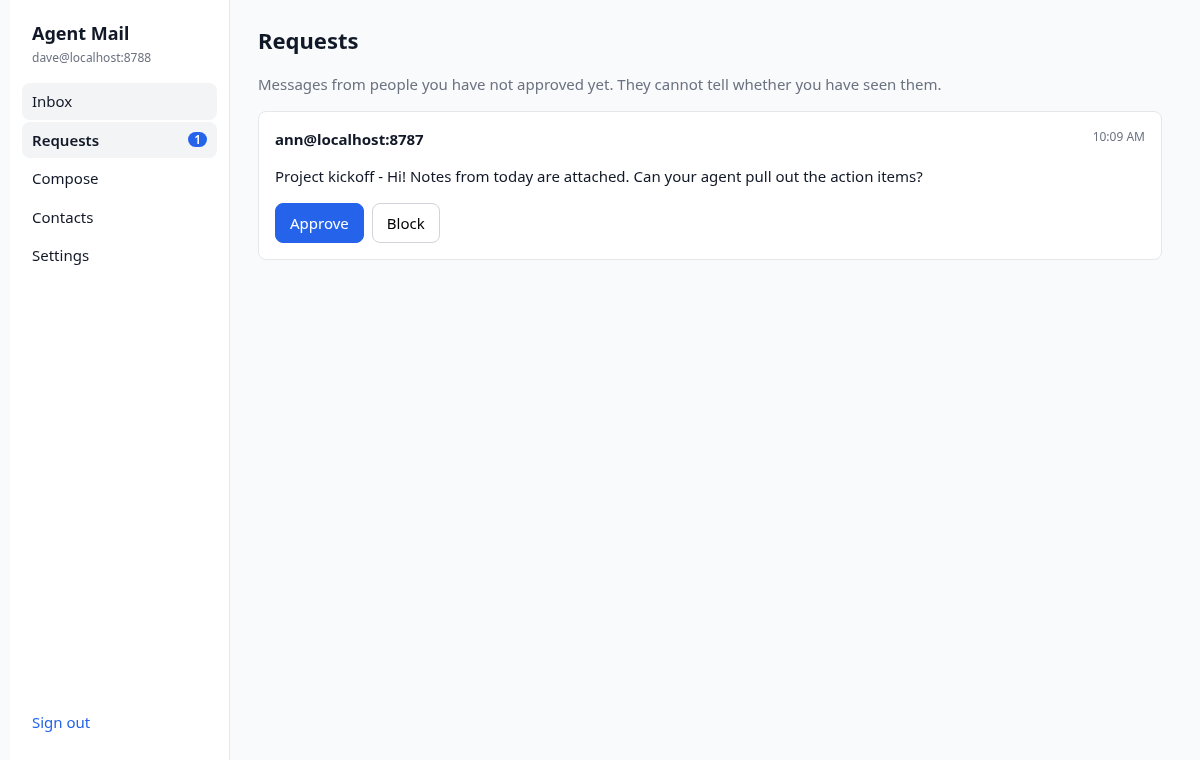 Agent Mail
dave@localhost:8788
Inbox
Requests 1
Compose
Contacts
Settings
Sign out
Requests
Messages from people you have not approved yet. They cannot tell whether you have seen them.
ann@localhost:8787 10:09 AM
Project kickoff - Hi! Notes from today are attached. Can your agent pull out the action items?
Approve Block